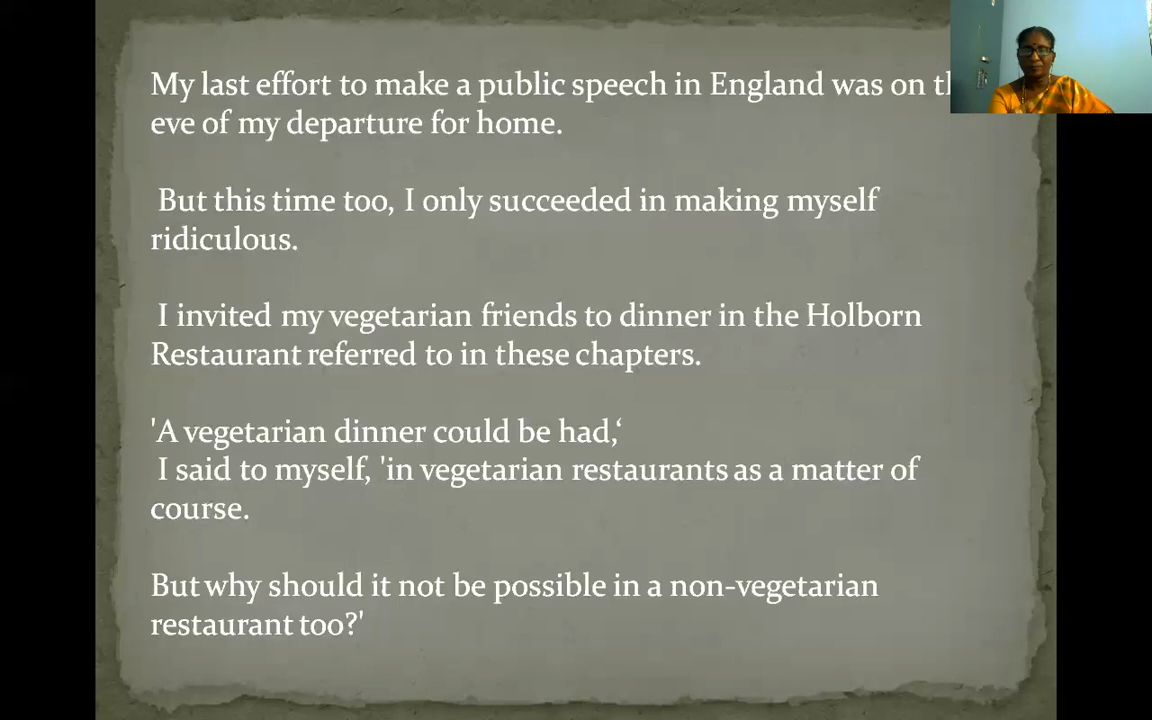 My last effort to make a public speech in England was on
eve of my departure for home.
But this time too, I only succeeded in making myself
ridiculous.
I invited my vegetarian friends to dinner in the Holborn
Restaurant referred to in these chapters.
'A vegetarian dinner could be had,‘
I said to myself, 'in vegetarian restaurants as a matter of
course.
But why should it not be possible in a non-vegetarian
restaurant too?'